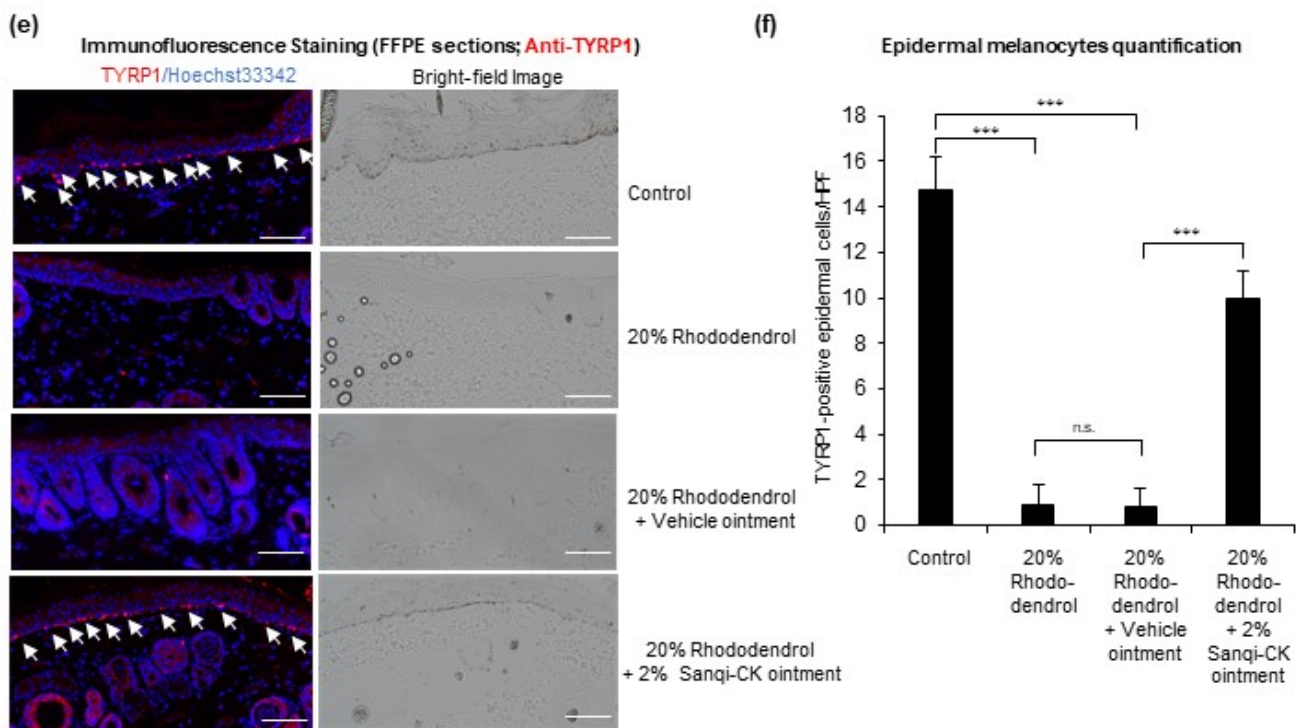 (e)
Immunofluorescence Staining (FFPE sections; Anti-TYRP1)
TYRP1/Hoechst33342
Bright-field Image
Control
20% Rhododendrol
20% Rhododendrol
+ Vehicle ointment
20% Rhododendrol
+ 2% Sanqi-CK ointment
(f)
Epidermal melanocytes quantification
TYRP1-positive epidermal cells/HPF
18
16
14
12
10
8
6
4
2
0
***
***
***
n.s.
Control
20%
Rhodo-
dendrol
20%
Rhodo-
dendrol
+ Vehicle
ointment
20%
Rhodo-
dendrol
+ 2%
Sanqi-CK
ointment